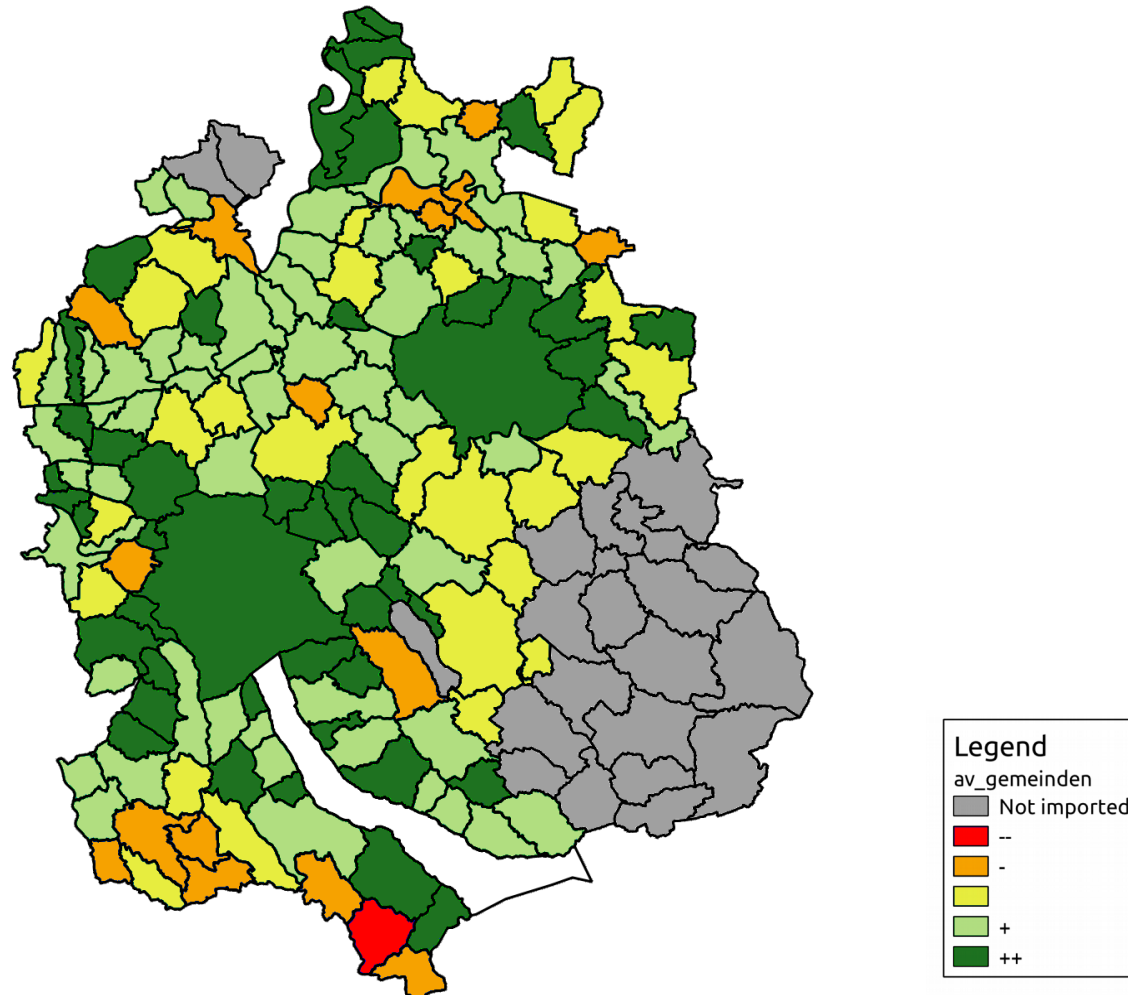 Legend
av_gemeinden
Not imported
--
-
+
++